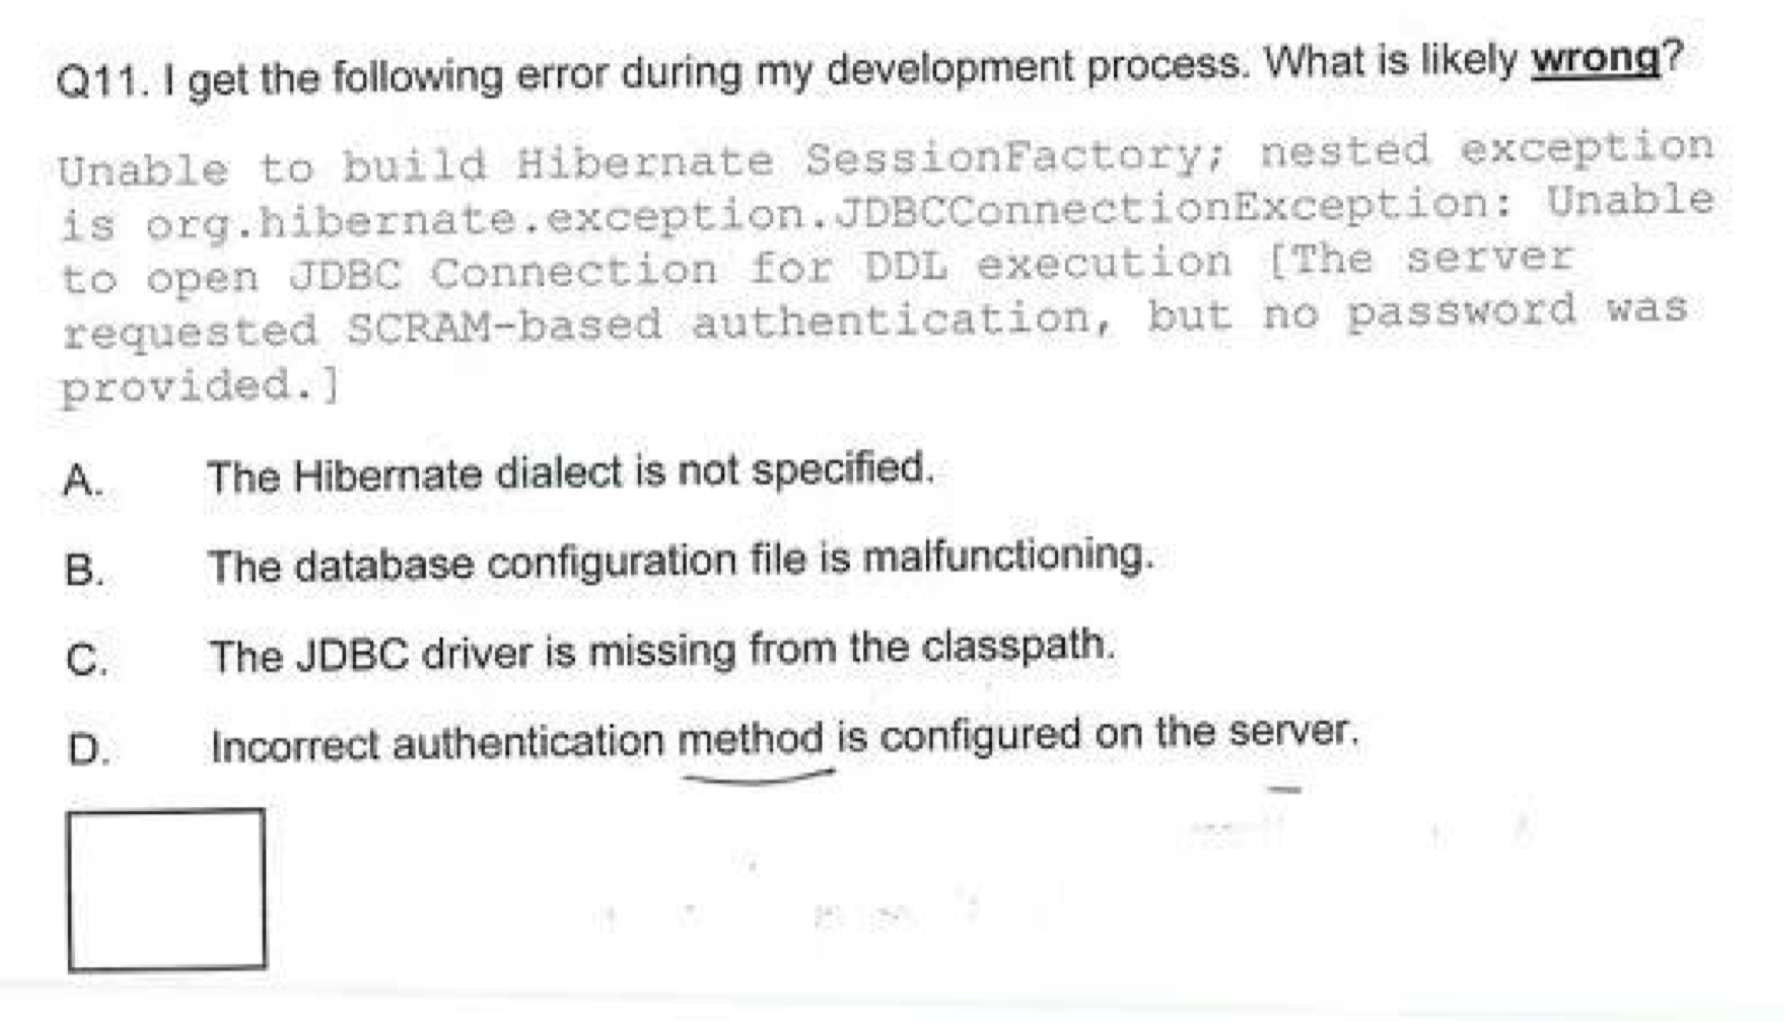 Q11. I get the following error during my development process. What is likely wrong?
Unable to build Hibernate SessionFactory; nested exception
is org.hibernate.exception.JDBCConnectionException: Unable
to open JDBC Connection for DDL execution [The server
requested SCRAM-based authentication, but no password was
provided.]
A. The Hibernate dialect is not specified.
B. The database configuration file is malfunctioning.
C. The JDBC driver is missing from the classpath.
D. Incorrect authentication method is configured on the server.